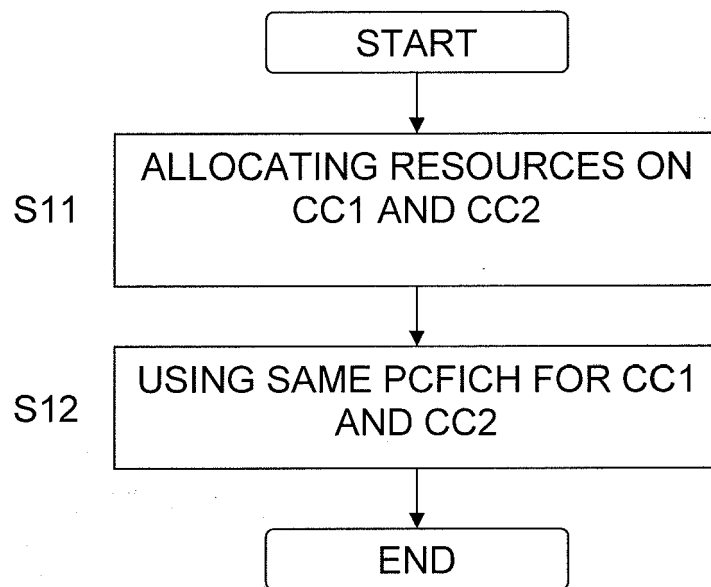 START
S11
ALLOCATING RESOURCES ON
CC1 AND CC2
S12
USING SAME PCFICH FOR CC1
AND CC2
END